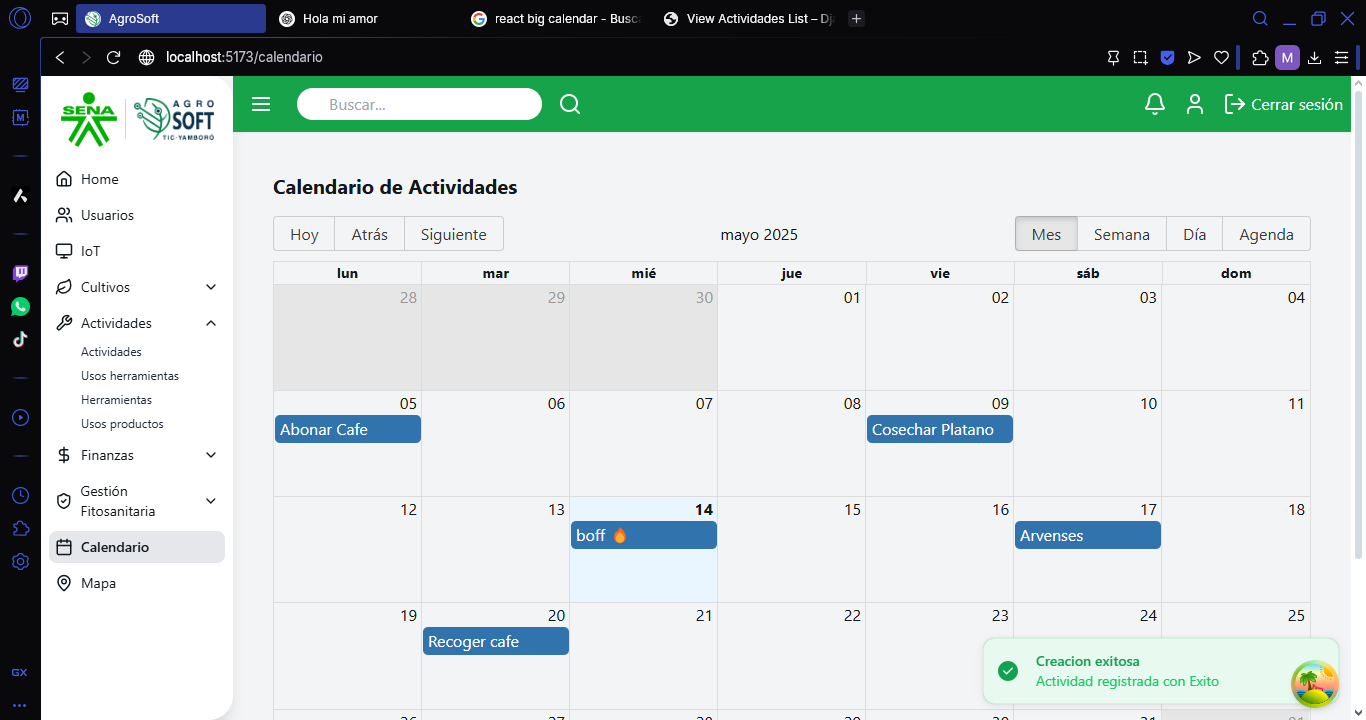 AgroSoft
Hola mi amor
react big calendar - Busc
View Actividades List – Dj
localhost:5173/calendario
M
M
SENA
AGRO
SOFT
TIC-YAMBORÓ
Buscar...
Cerrar sesión
Home
Usuarios
IoT
Cultivos
Actividades
Actividades
Usos herramientas
Herramientas
Usos productos
Finanzas
Gestión
Fitosanitaria
Calendario
Mapa
GX
Calendario de Actividades
Hoy Atrás Siguiente mayo 2025 Mes Semana Día Agenda
lun mar mié jue vie sáb dom
28 29 30 01 02 03 04
05 06 07 08 09 10 11
Abonar Cafe Cosechar Platano
12 13 14 15 16 17 18
boff 🔥 Arvenses
19 20 21 22 23 24 25
Recoger cafe
Creacion exitosa
Actividad registrada con Exito